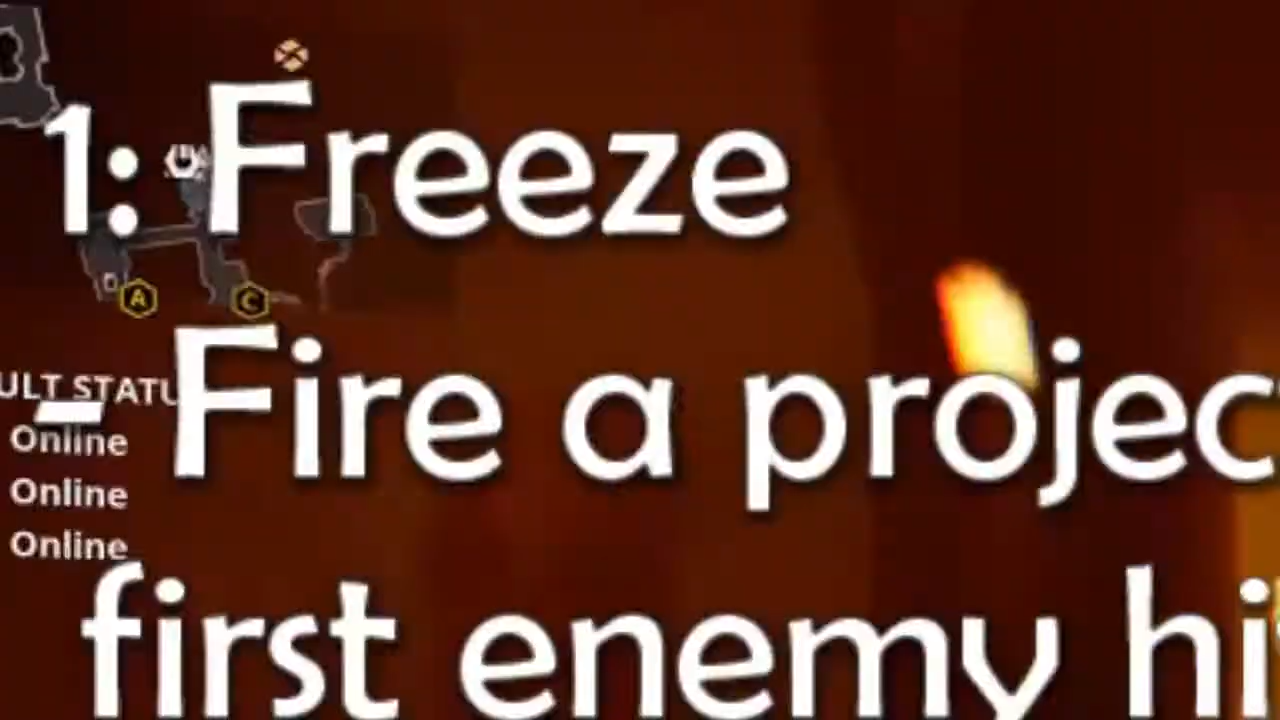 1: Freeze
- Fire a projec
ULT STATU
Online
Online
Online
first enemy hi
A
C